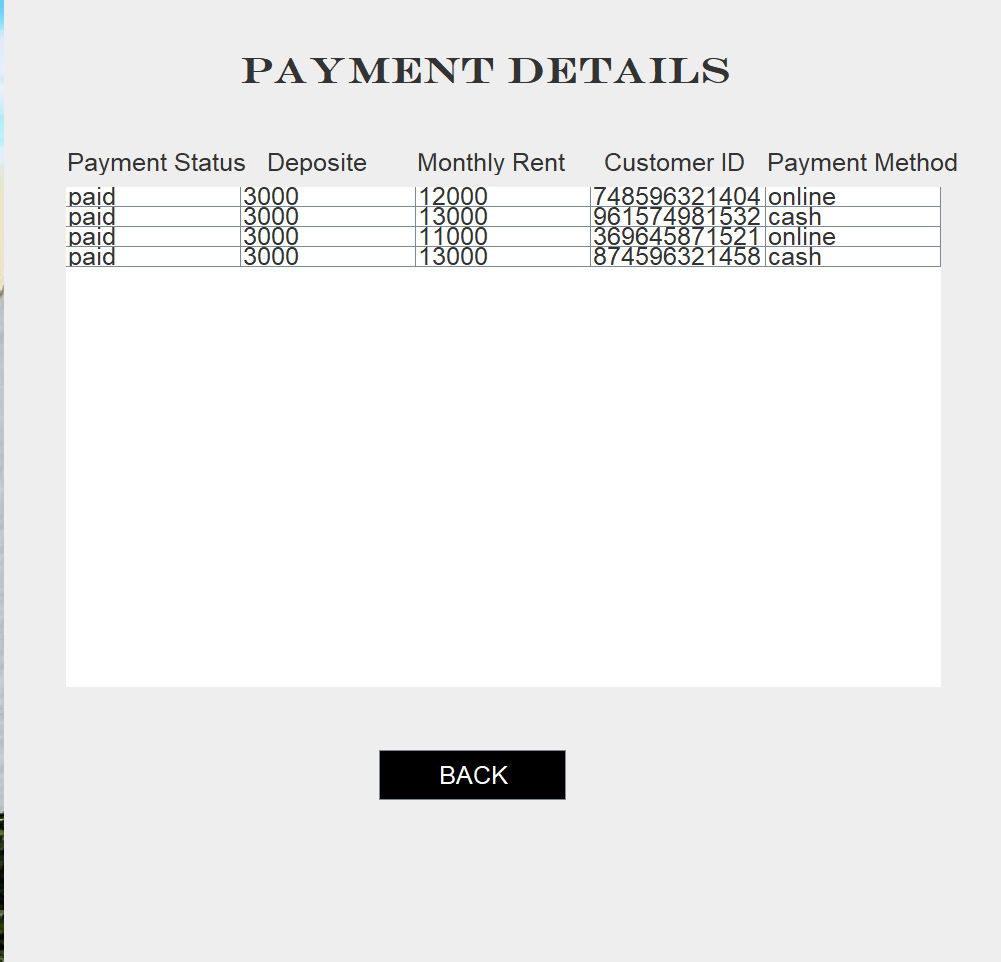 PAYMENT DETAILS
Payment Status Deposite Monthly Rent Customer ID Payment Method
paid 3000 12000 748596321404 online
paid 3000 13000 961574981532 cash
paid 3000 11000 369645871521 online
paid 3000 13000 874596321458 cash
BACK